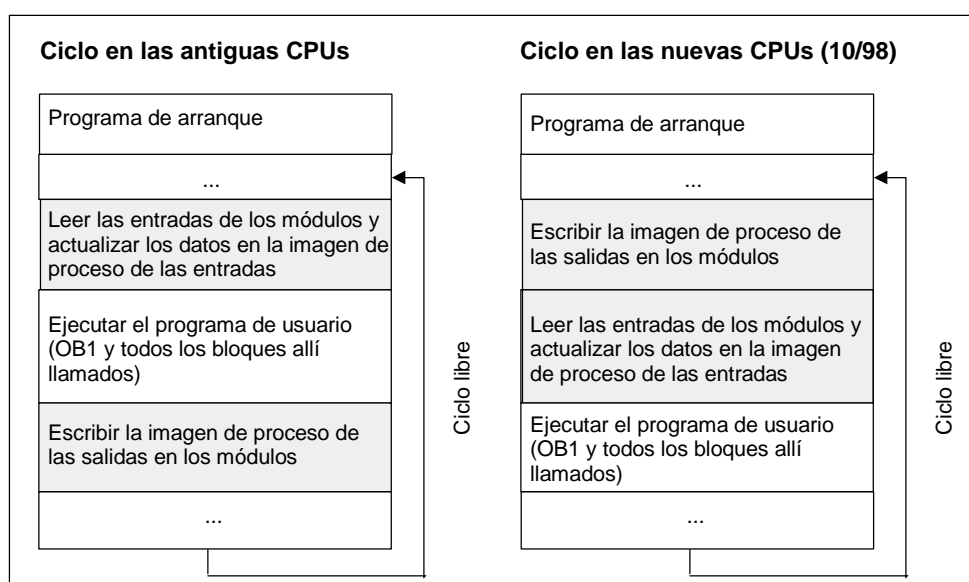 Ciclo en las antiguas CPUs
Programa de arranque
...
Leer las entradas de los módulos y
actualizar los datos en la imagen de
proceso de las entradas
Ejecutar el programa de usuario
(OB1 y todos los bloques allí
llamados)
Escribir la imagen de proceso de
las salidas en los módulos
...
Ciclo libre
Ciclo en las nuevas CPUs (10/98)
Programa de arranque
...
Escribir la imagen de proceso de
las salidas en los módulos
Leer las entradas de los módulos y
actualizar los datos en la imagen
de proceso de las entradas
Ejecutar el programa de usuario
(OB1 y todos los bloques allí
llamados)
...
Ciclo libre